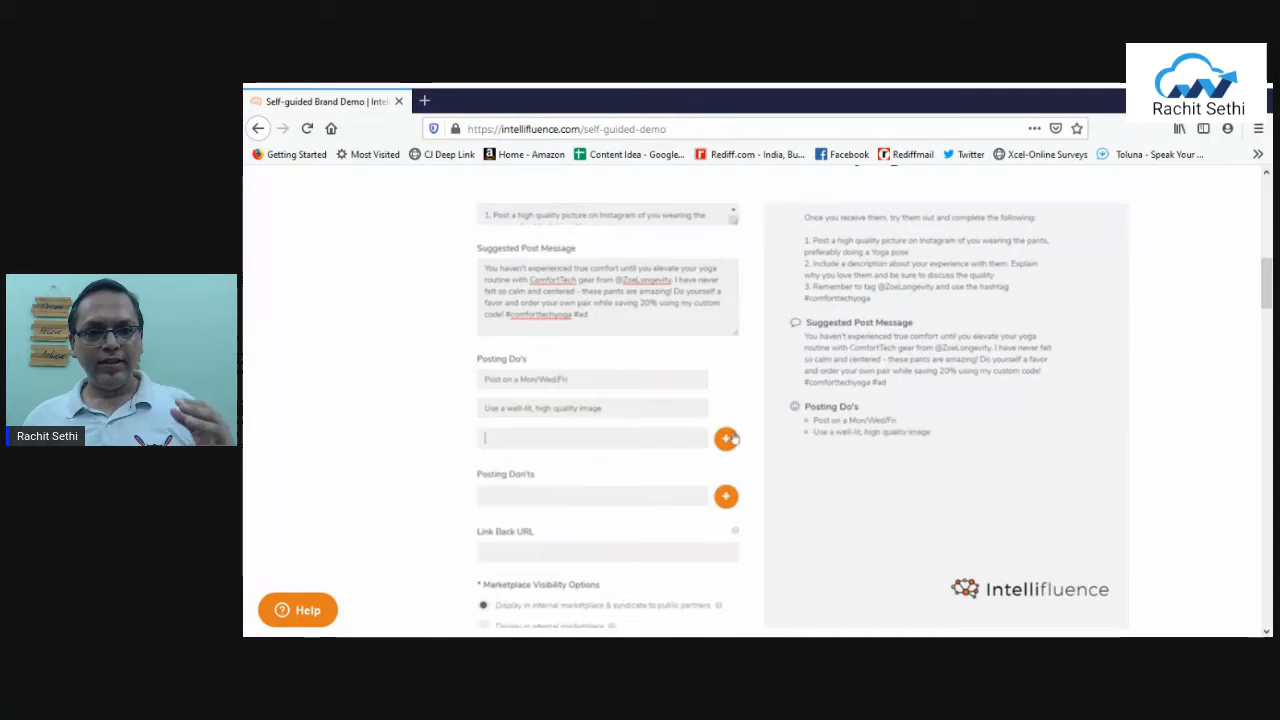 Rachit Sethi
Self-guided Brand Demo | Intel
https://intellifluence.com/self-guided-demo
Getting Started
Most Visited
CJ Deep Link
Home - Amazon
Content Idea - Google...
Rediff.com - India, Bu...
Facebook
Rediffmail
Twitter
Xcel-Online Surveys
Toluna - Speak Your ...
1. Post a high quality picture on Instagram of you wearing the
Suggested Post Message
You haven't experienced true comfort until you elevate your yoga
routine with ComfortTech gear from @ZoeLongevity. I have never
felt so calm and centered - these pants are amazing! Do yourself a
favor and order your own pair while saving 20% using my custom
code! #comforttechyoga #ad
Posting Do's
Post on a Mon/Wed/Fri
Use a well-lit, high quality image
Posting Don'ts
Link Back URL
* Marketplace Visibility Options
Display in internal marketplace & syndicate to public partners
Display in internal marketplace
Once you receive them, try them out and complete the following:
1. Post a high quality picture on Instagram of you wearing the pants,
preferably doing a Yoga pose
2. Include a description about your experience with them: Explain
why you love them and be sure to discuss the quality
3. Remember to tag @ZoeLongevity and use the hashtag
#comforttechyoga
Suggested Post Message
You haven't experienced true comfort until you elevate your yoga
routine with ComfortTech gear from @ZoeLongevity. I have never felt
so calm and centered - these pants are amazing! Do yourself a favor
and order your own pair while saving 20% using my custom code!
#comforttechyoga #ad
Posting Do's
Post on a Mon/Wed/Fri
Use a well-lit, high quality image
Intellifluence
Help
Dream
Believe
Achieve
Rachit Sethi